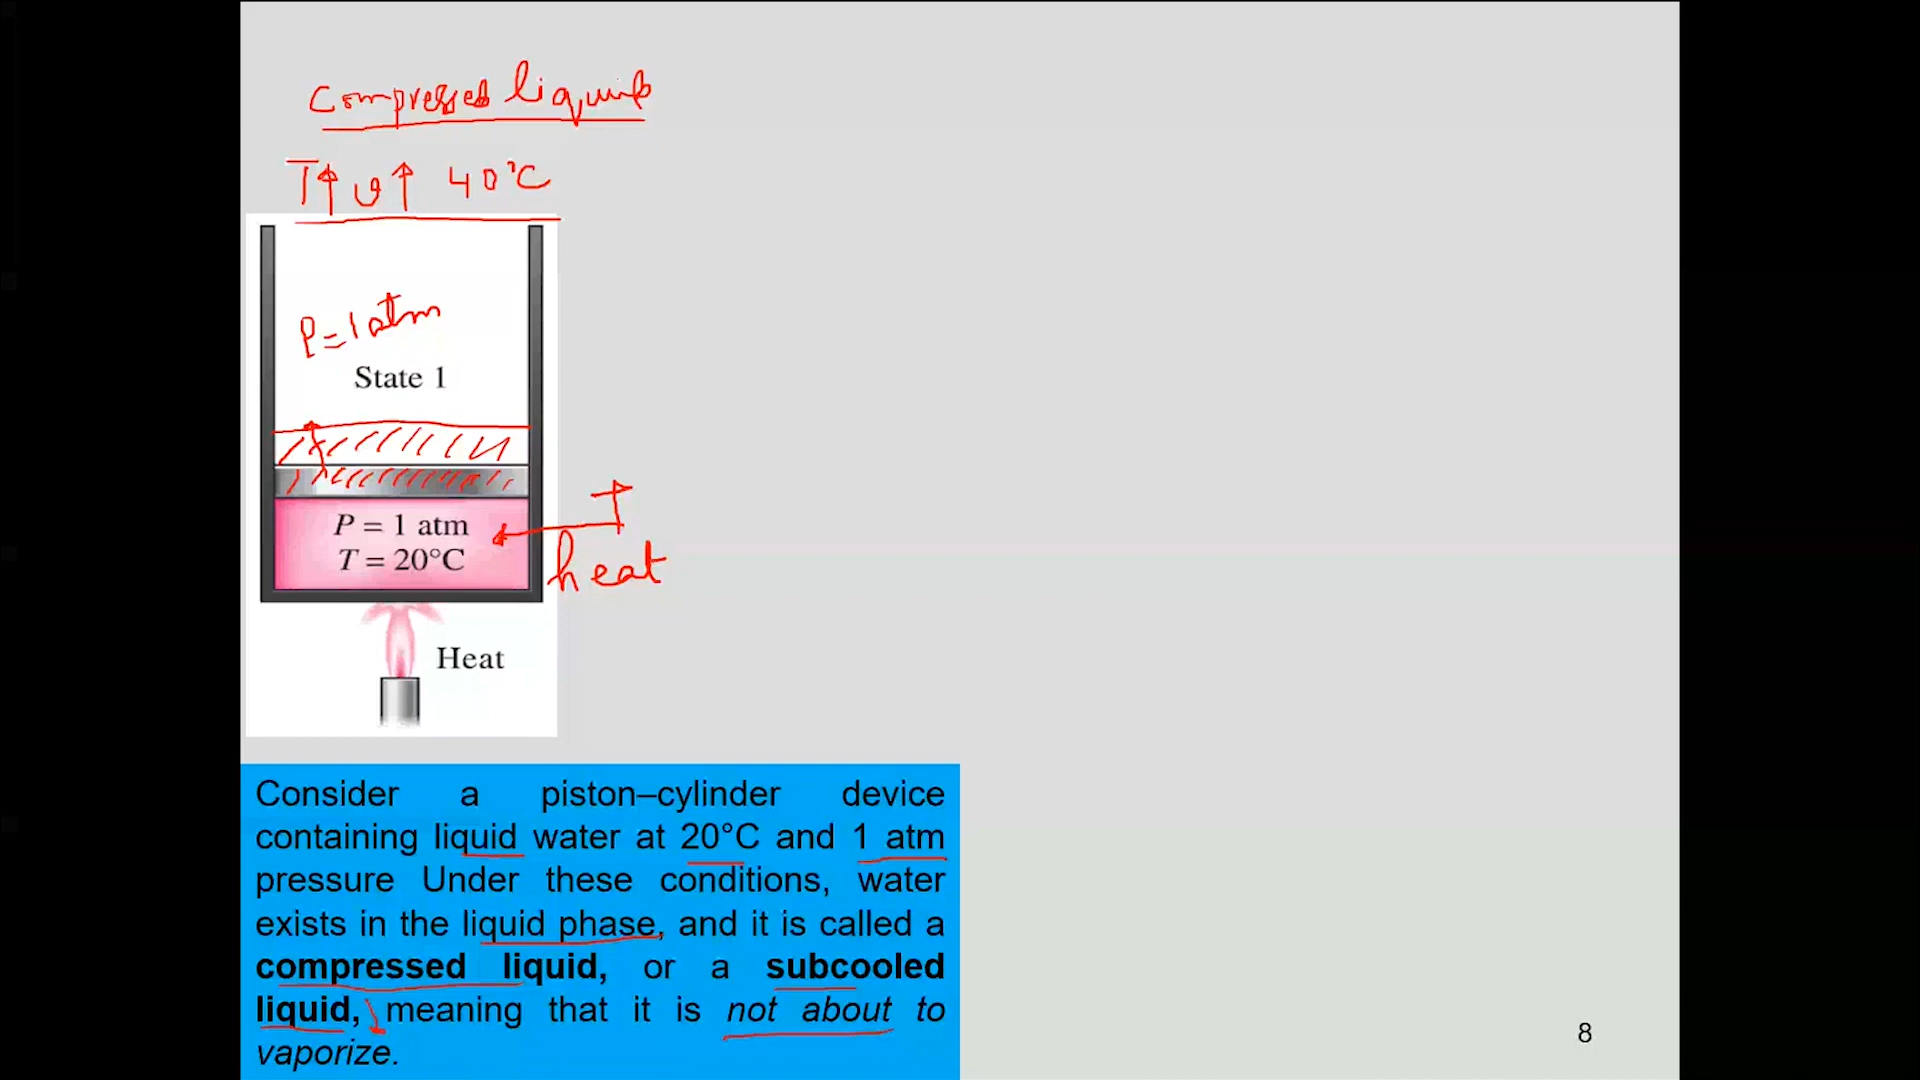 Compressed liquid
T↑ υ↑ 40°C
P=1 atm
State 1
P = 1 atm
T = 20°C
T
heat
Heat
Consider a piston–cylinder device
containing liquid water at 20°C and 1 atm
pressure Under these conditions, water
exists in the liquid phase, and it is called a
compressed liquid, or a subcooled
liquid, meaning that it is not about to
vaporize.
8